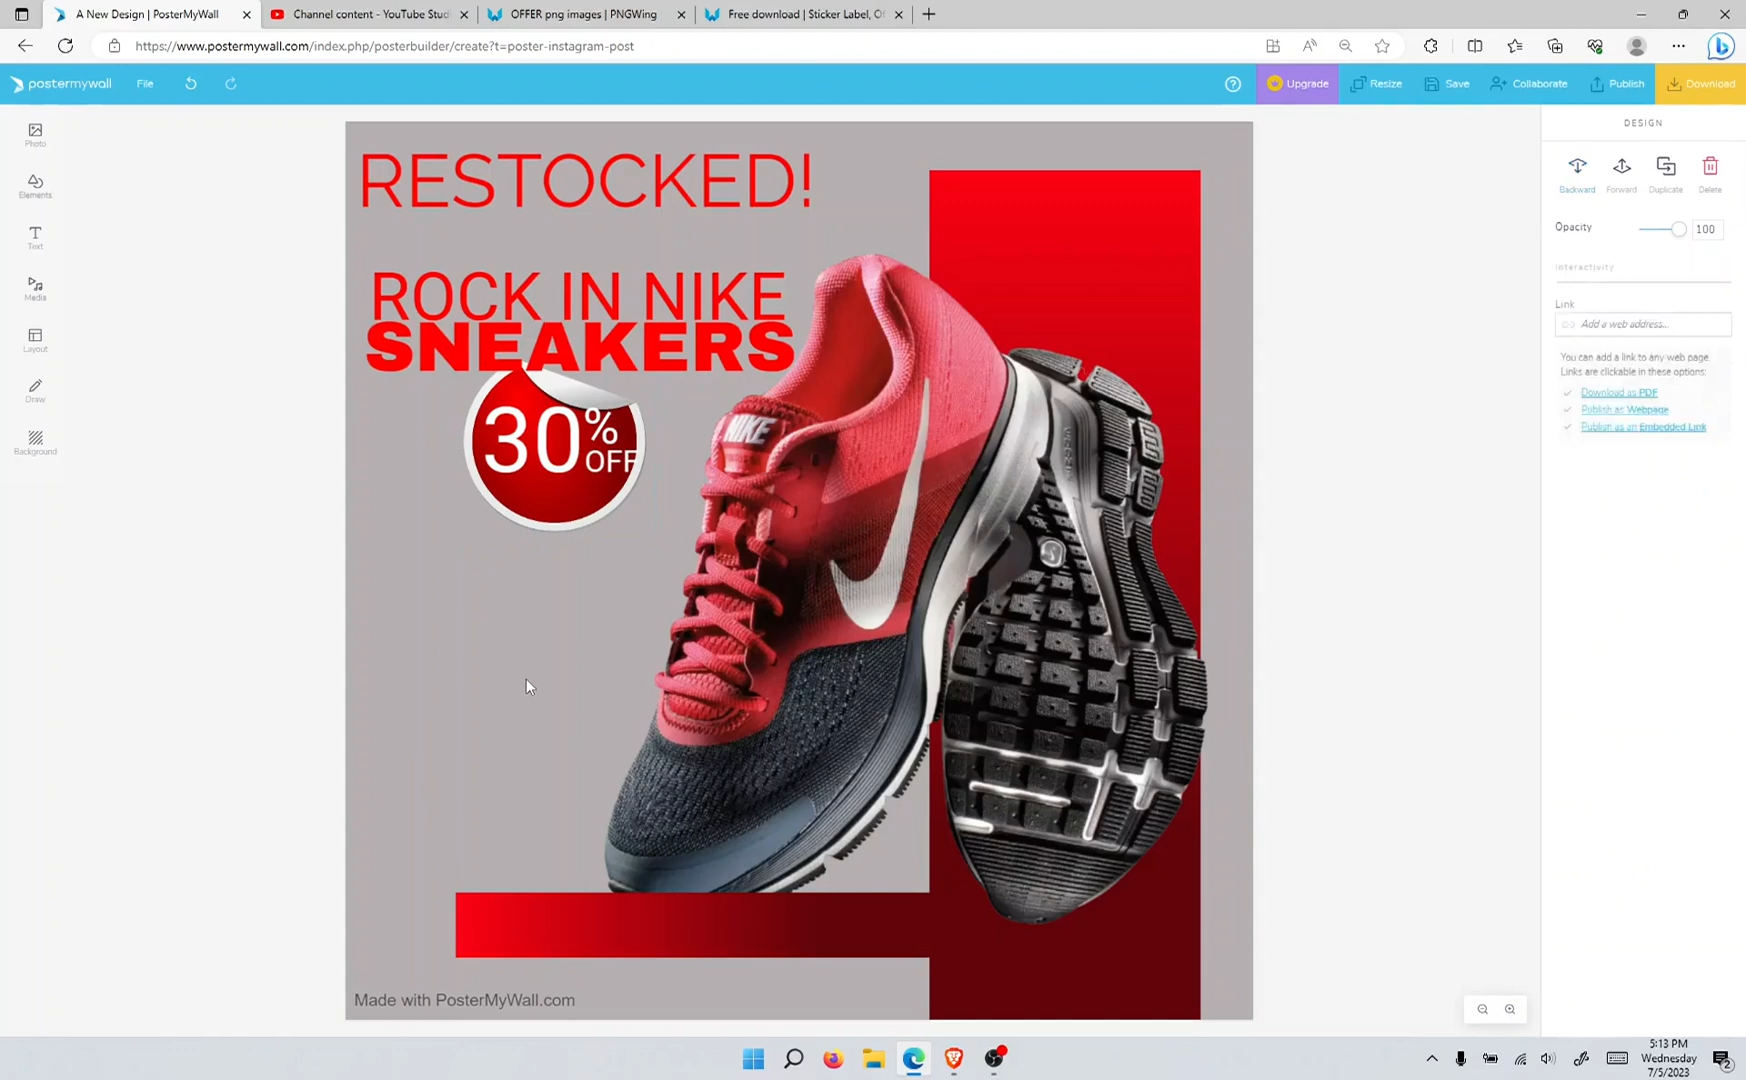 A New Design | PosterMyWall
Channel content - YouTube Stud
OFFER png images | PNGWing
Free download | Sticker Label, Of
https://www.postermywall.com/index.php/posterbuilder/create?t=poster-instagram-post
postermywall
File
Upgrade
Resize
Save
Collaborate
Publish
Download
Photo
Elements
Text
Media
Layout
Draw
Background
RESTOCKED!
ROCK IN NIKE
SNEAKERS
30% OFF
NIKE
Made with PosterMyWall.com
DESIGN
Backward
Forward
Duplicate
Delete
Opacity
100
Interactivity
Link
Add a web address...
You can add a link to any web page.
Links are clickable in these options:
Download as PDF
Publish as Webpage
Publish as an Embedded Link
5:13 PM
Wednesday
7/5/2023
2